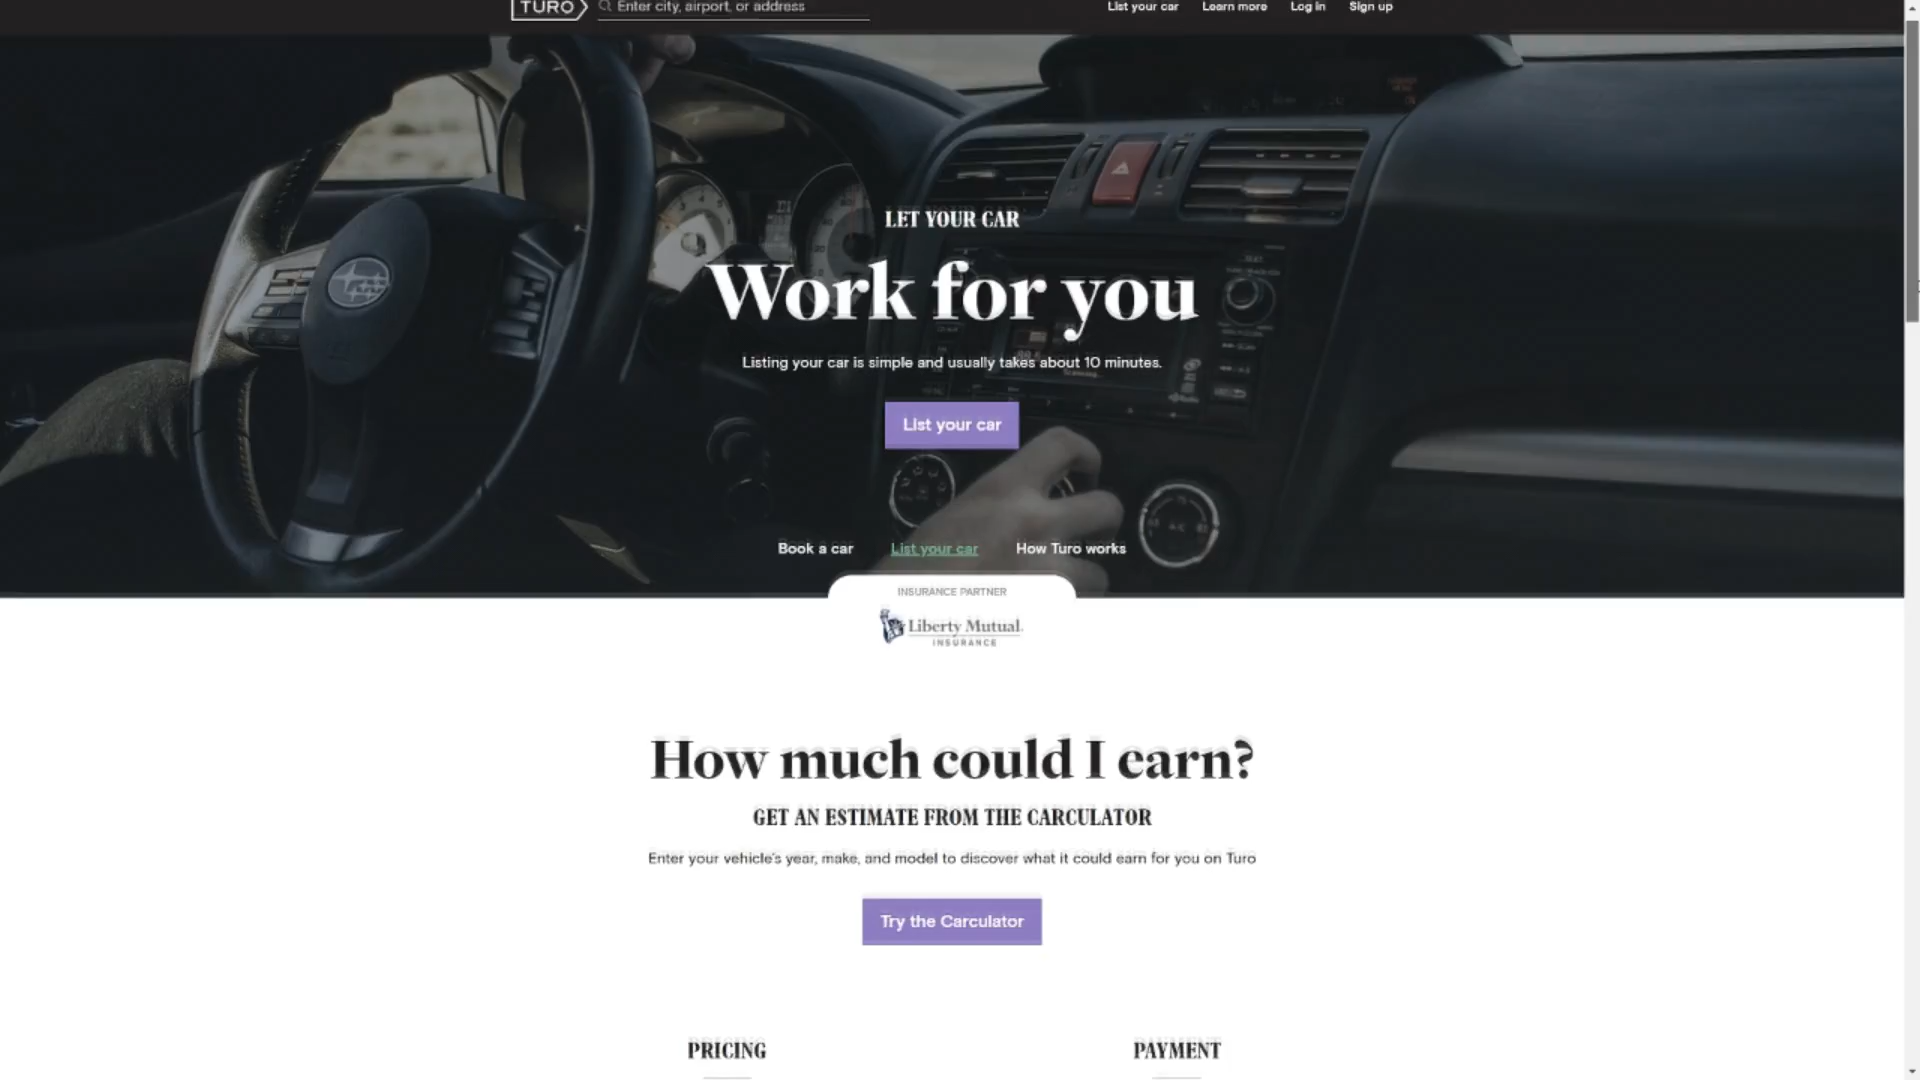 TURO
Enter city, airport, or address
List your car
Learn more
Log in
Sign up
LET YOUR CAR
Work for you
Listing your car is simple and usually takes about 10 minutes.
List your car
Book a car
List your car
How Turo works
INSURANCE PARTNER
Liberty Mutual.
INSURANCE
How much could I earn?
GET AN ESTIMATE FROM THE CARCULATOR
Enter your vehicle's year, make, and model to discover what it could earn for you on Turo
Try the Carculator
PRICING
PAYMENT